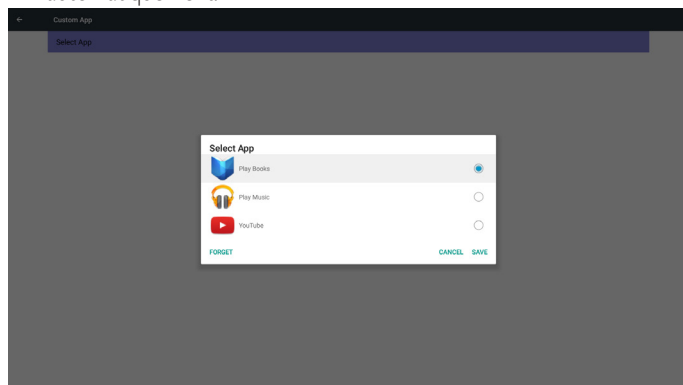 Custom App
Select App
Select App
Play Books
Play Music
YouTube
FORGET CANCEL SAVE